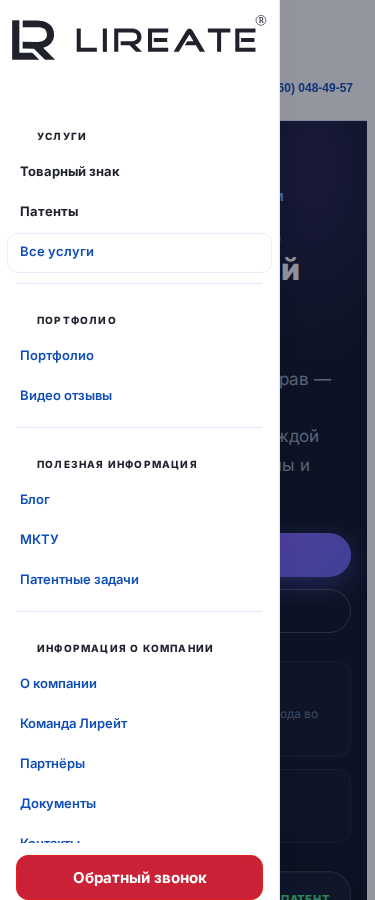 LIREATE®
60) 048-49-57
УСЛУГИ
Товарный знак
Патенты
Все услуги
й
ПОРТФОЛИО
Портфолио
рав —
Видео отзывы
ждой
ПОЛЕЗНАЯ ИНФОРМАЦИЯ
ы и
Блог
МКТУ
Патентные задачи
ИНФОРМАЦИЯ О КОМПАНИИ
О компании
ода во
Команда Лирейт
Партнёры
Документы
Контакты
Обратный звонок
ПАТЕНТ